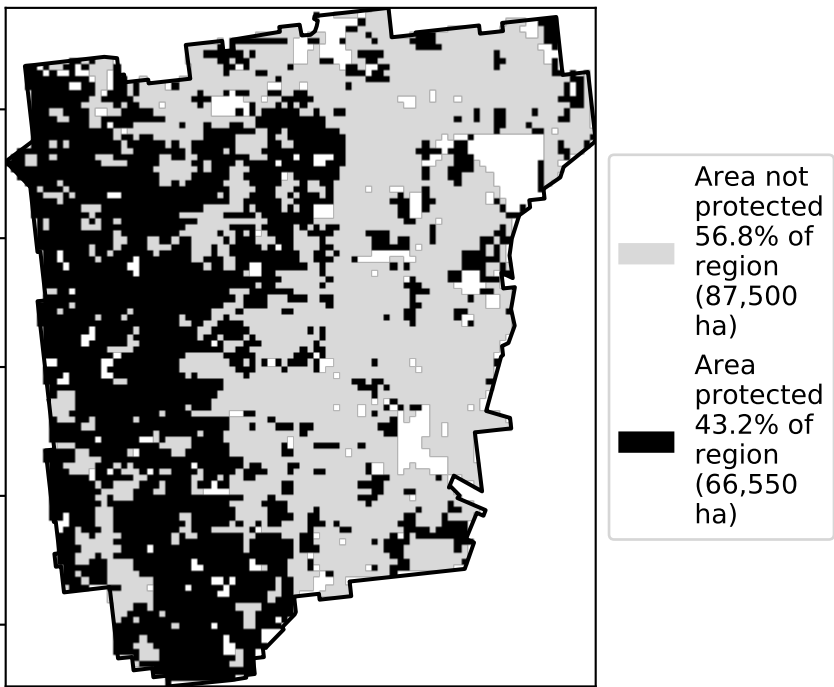 Area not
protected
56.8% of
region
(87,500
ha)
Area
protected
43.2% of
region
(66,550
ha)